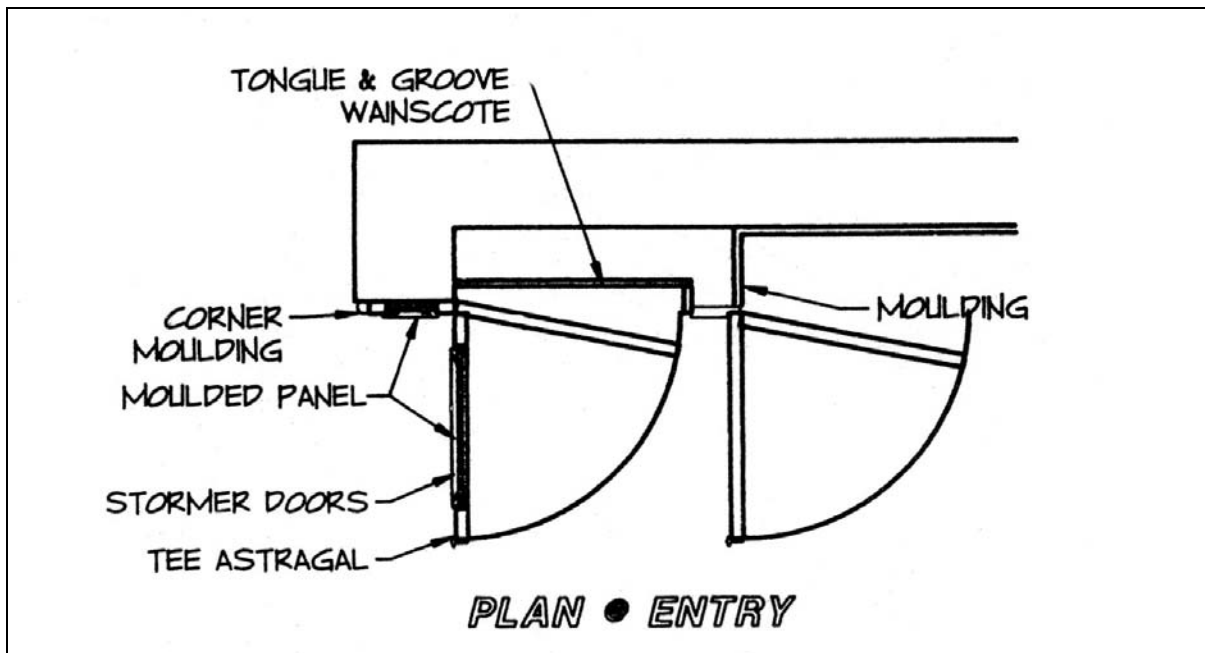 TONGUE & GROOVE
WAINSCOTE
CORNER
MOULDING
MOULDING
MOULDED PANEL
STORMER DOORS
TEE ASTRAGAL
PLAN ● ENTRY